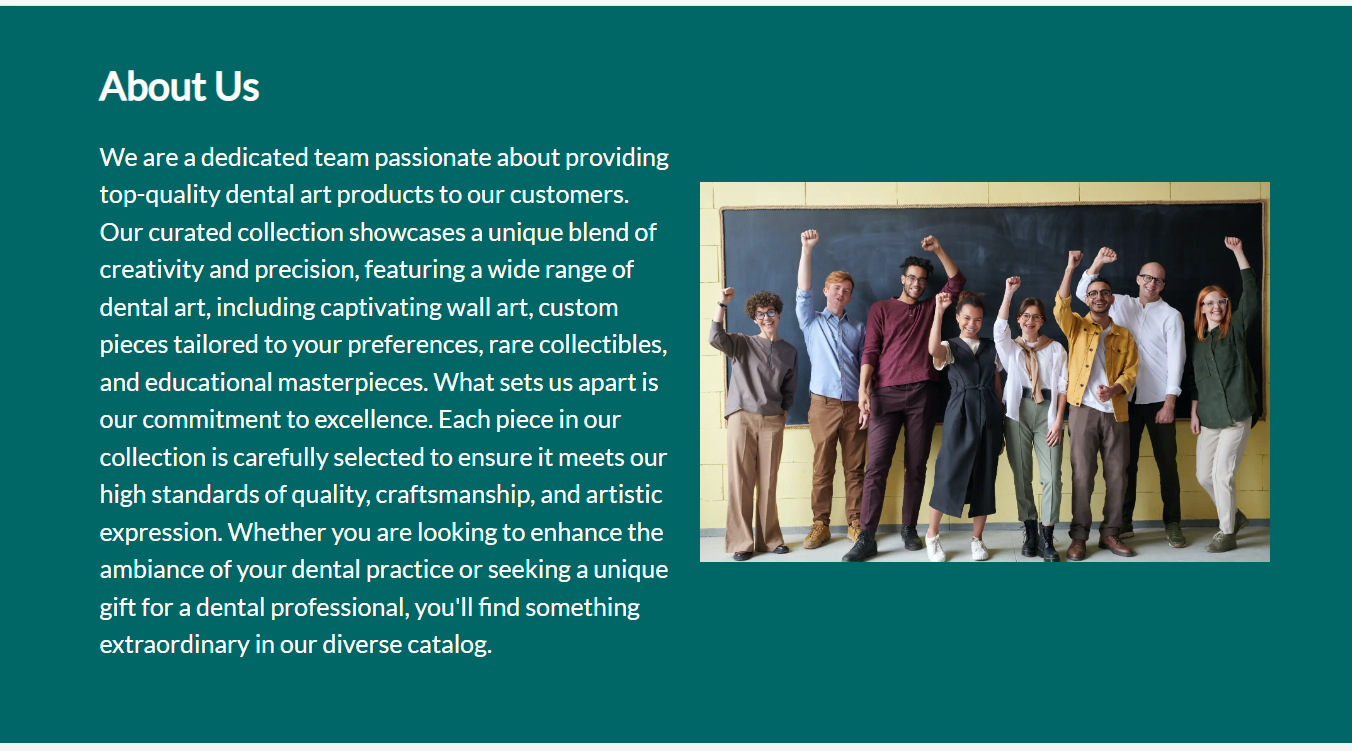 About Us
We are a dedicated team passionate about providing
top-quality dental art products to our customers.
Our curated collection showcases a unique blend of
creativity and precision, featuring a wide range of
dental art, including captivating wall art, custom
pieces tailored to your preferences, rare collectibles,
and educational masterpieces. What sets us apart is
our commitment to excellence. Each piece in our
collection is carefully selected to ensure it meets our
high standards of quality, craftsmanship, and artistic
expression. Whether you are looking to enhance the
ambiance of your dental practice or seeking a unique
gift for a dental professional, you'll find something
extraordinary in our diverse catalog.